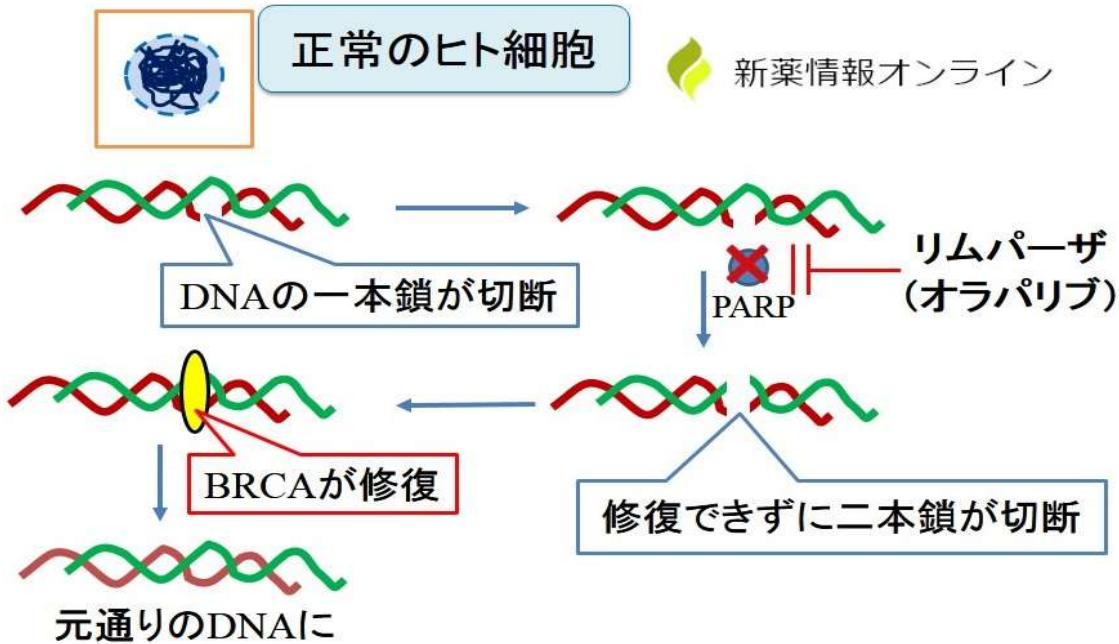 正常のヒト細胞
新薬情報オンライン
DNAの一本鎖が切断
PARP
リムパーザ
(オラパリブ)
BRCAが修復
修復できずに二本鎖が切断
元通りのDNAに